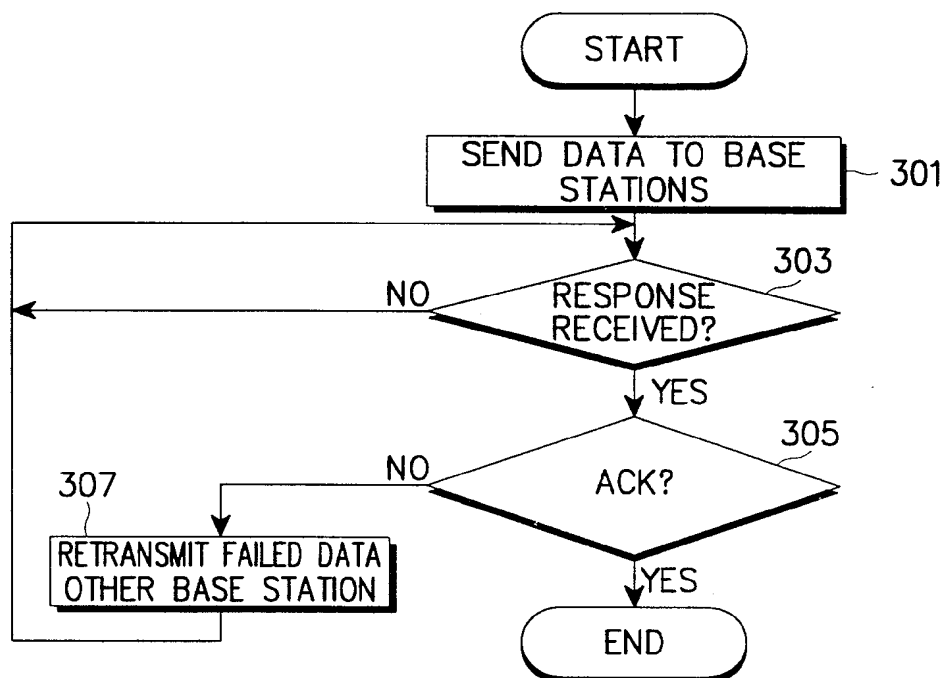 START
SEND DATA TO BASE
STATIONS
301
303
NO
RESPONSE
RECEIVED?
YES
305
NO
ACK?
307
RETRANSMIT FAILED DATA
OTHER BASE STATION
YES
END